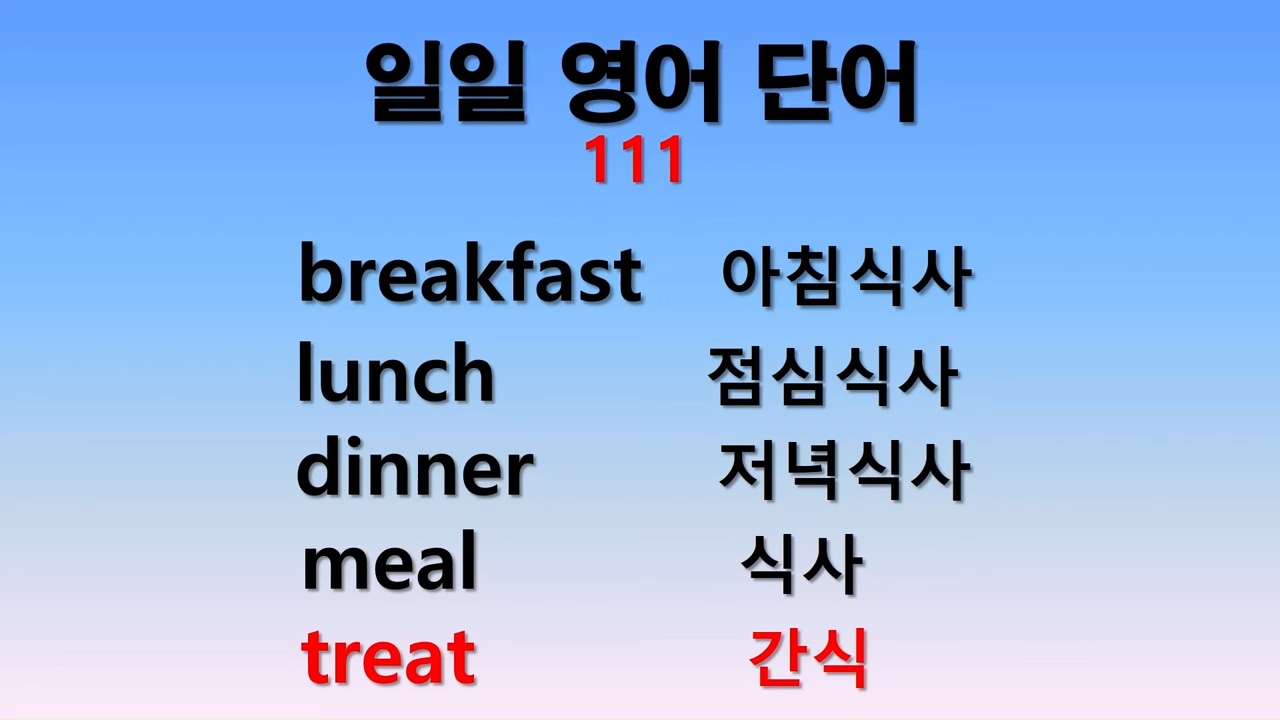 일일 영어 단어
111
breakfast 아침식사
lunch 점심식사
dinner 저녁식사
meal 식사
treat 간식